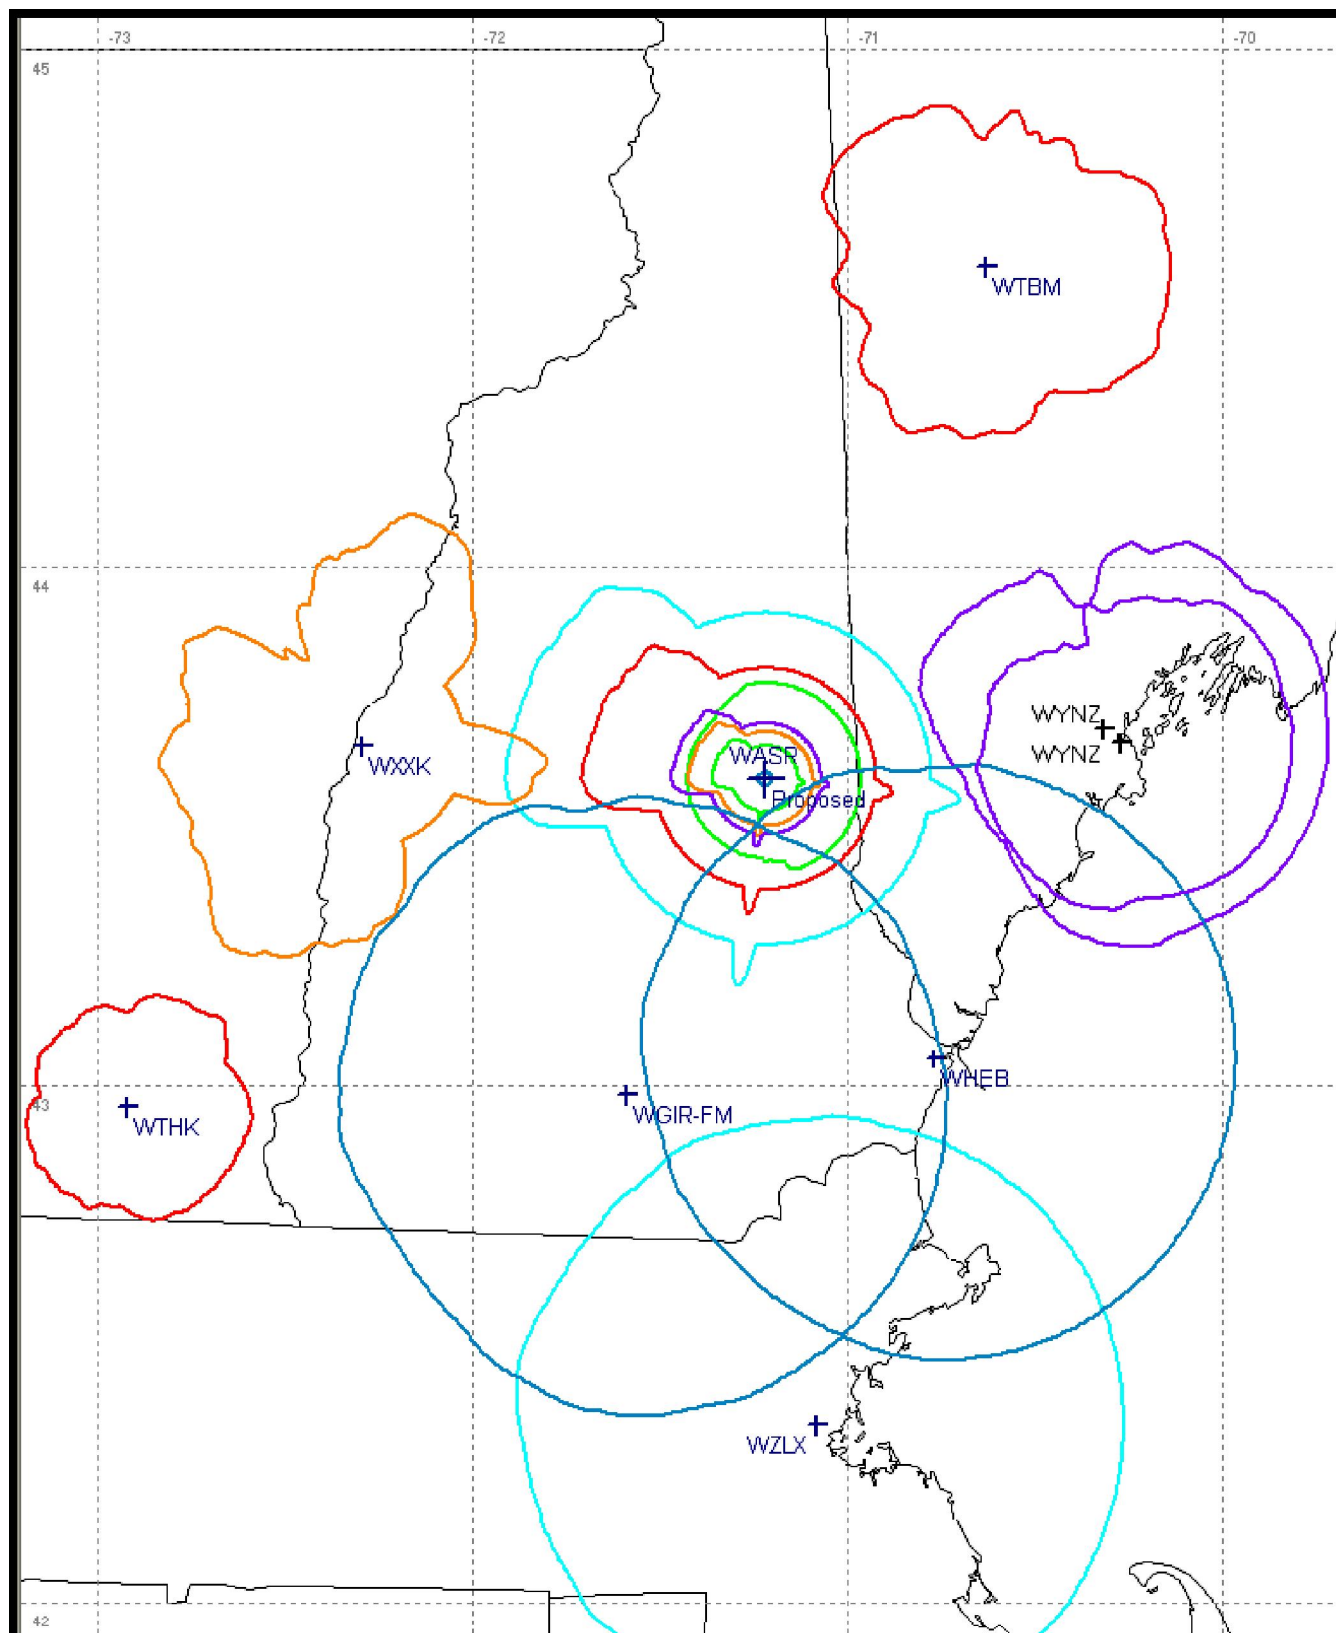 -73 -72 -71 -70
45
WTBM
44
WYNZ
WXXK WASR WYNZ
Proposed
43
WTHK WGIR-FM WHEB
WZLX
42